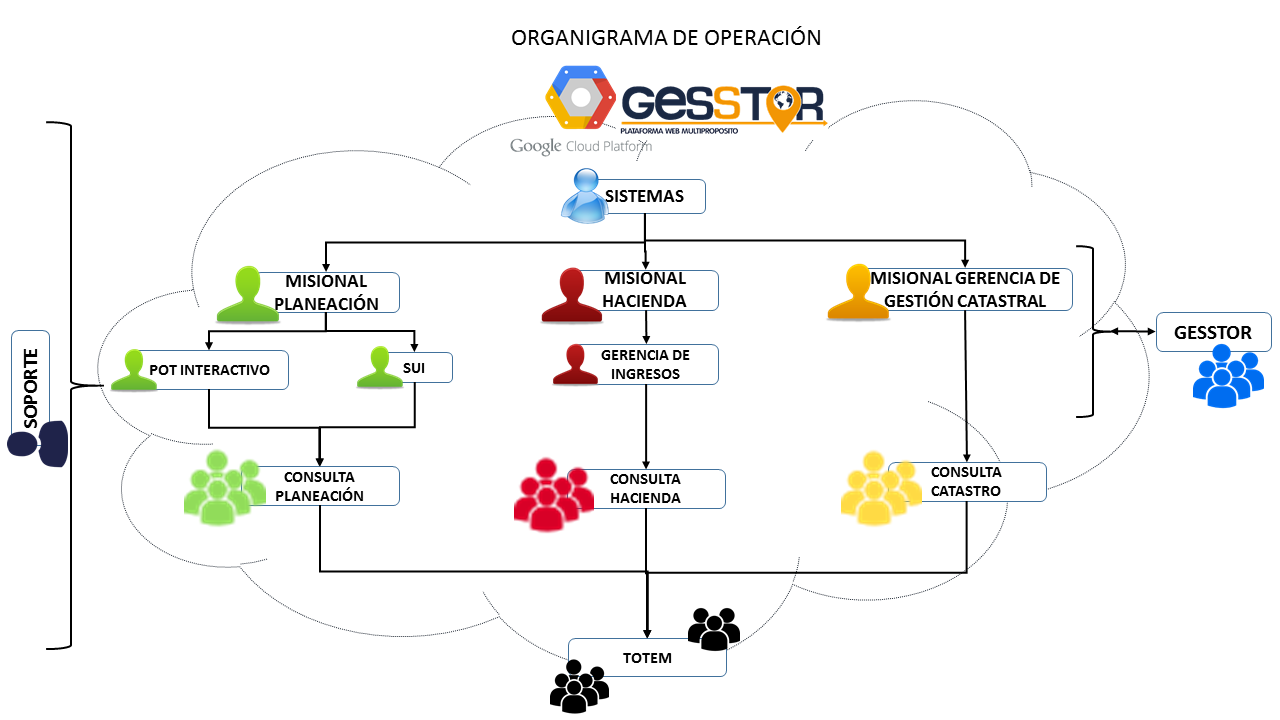 ORGANIGRAMA DE OPERACIÓN
GESSTOR
PLATAFORMA WEB MULTIPROPOSITO
Google Cloud Platform
SISTEMAS
MISIONAL
PLANEACIÓN
MISIONAL
HACIENDA
MISIONAL GERENCIA DE
GESTIÓN CATASTRAL
GESSTOR
SOPORTE
POT INTERACTIVO
SUI
GERENCIA DE
INGRESOS
CONSULTA
PLANEACIÓN
CONSULTA
HACIENDA
CONSULTA
CATASTRO
TOTEM